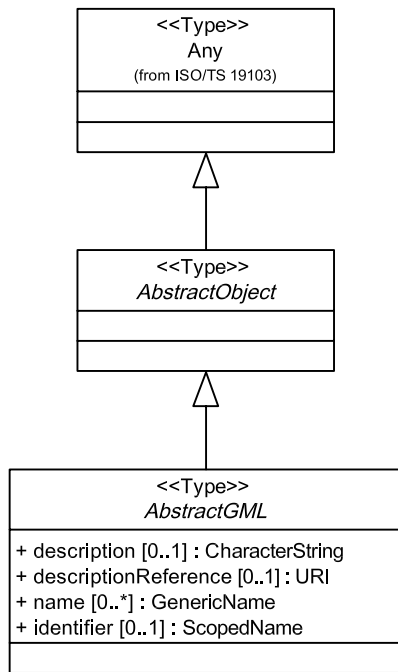 <<Type>>
Any
(from ISO/TS 19103)
<<Type>>
AbstractObject
<<Type>>
AbstractGML
+ description [0..1] : CharacterString
+ descriptionReference [0..1] : URI
+ name [0..*] : GenericName
+ identifier [0..1] : ScopedName